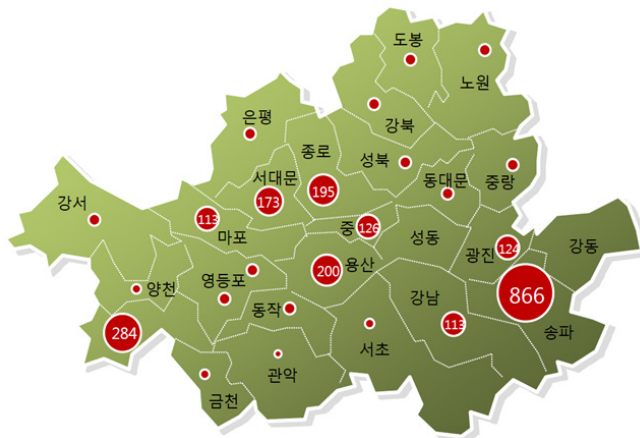 도봉
노원
강북
은평
종로
성북
중랑
동대문
서대문
173
195
강서
113
마포
중
126
성동
광진
124
강동
용산
200
영등포
양천
866
강남
113
송파
동작
284
서초
관악
금천